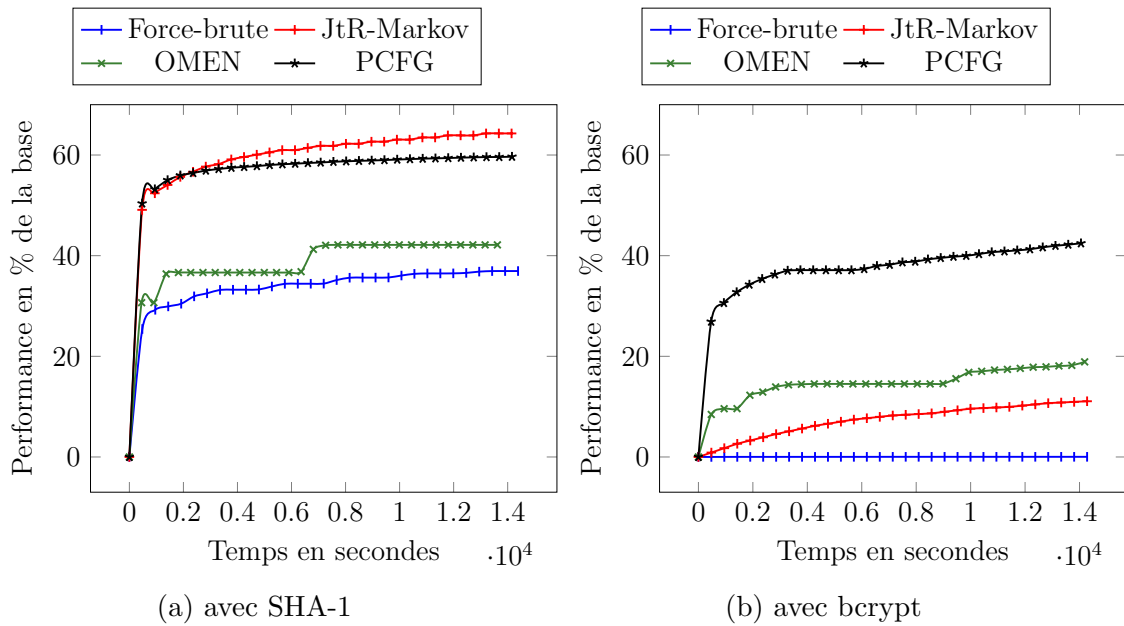 Force-brute JtR-Markov
OMEN PCFG
Performance en % de la base
60
40
20
0
0 0.2 0.4 0.6 0.8 1 1.2 1.4
·10⁴
Temps en secondes
(a) avec SHA-1
Force-brute JtR-Markov
OMEN PCFG
Performance en % de la base
60
40
20
0
0 0.2 0.4 0.6 0.8 1 1.2 1.4
·10⁴
Temps en secondes
(b) avec bcrypt